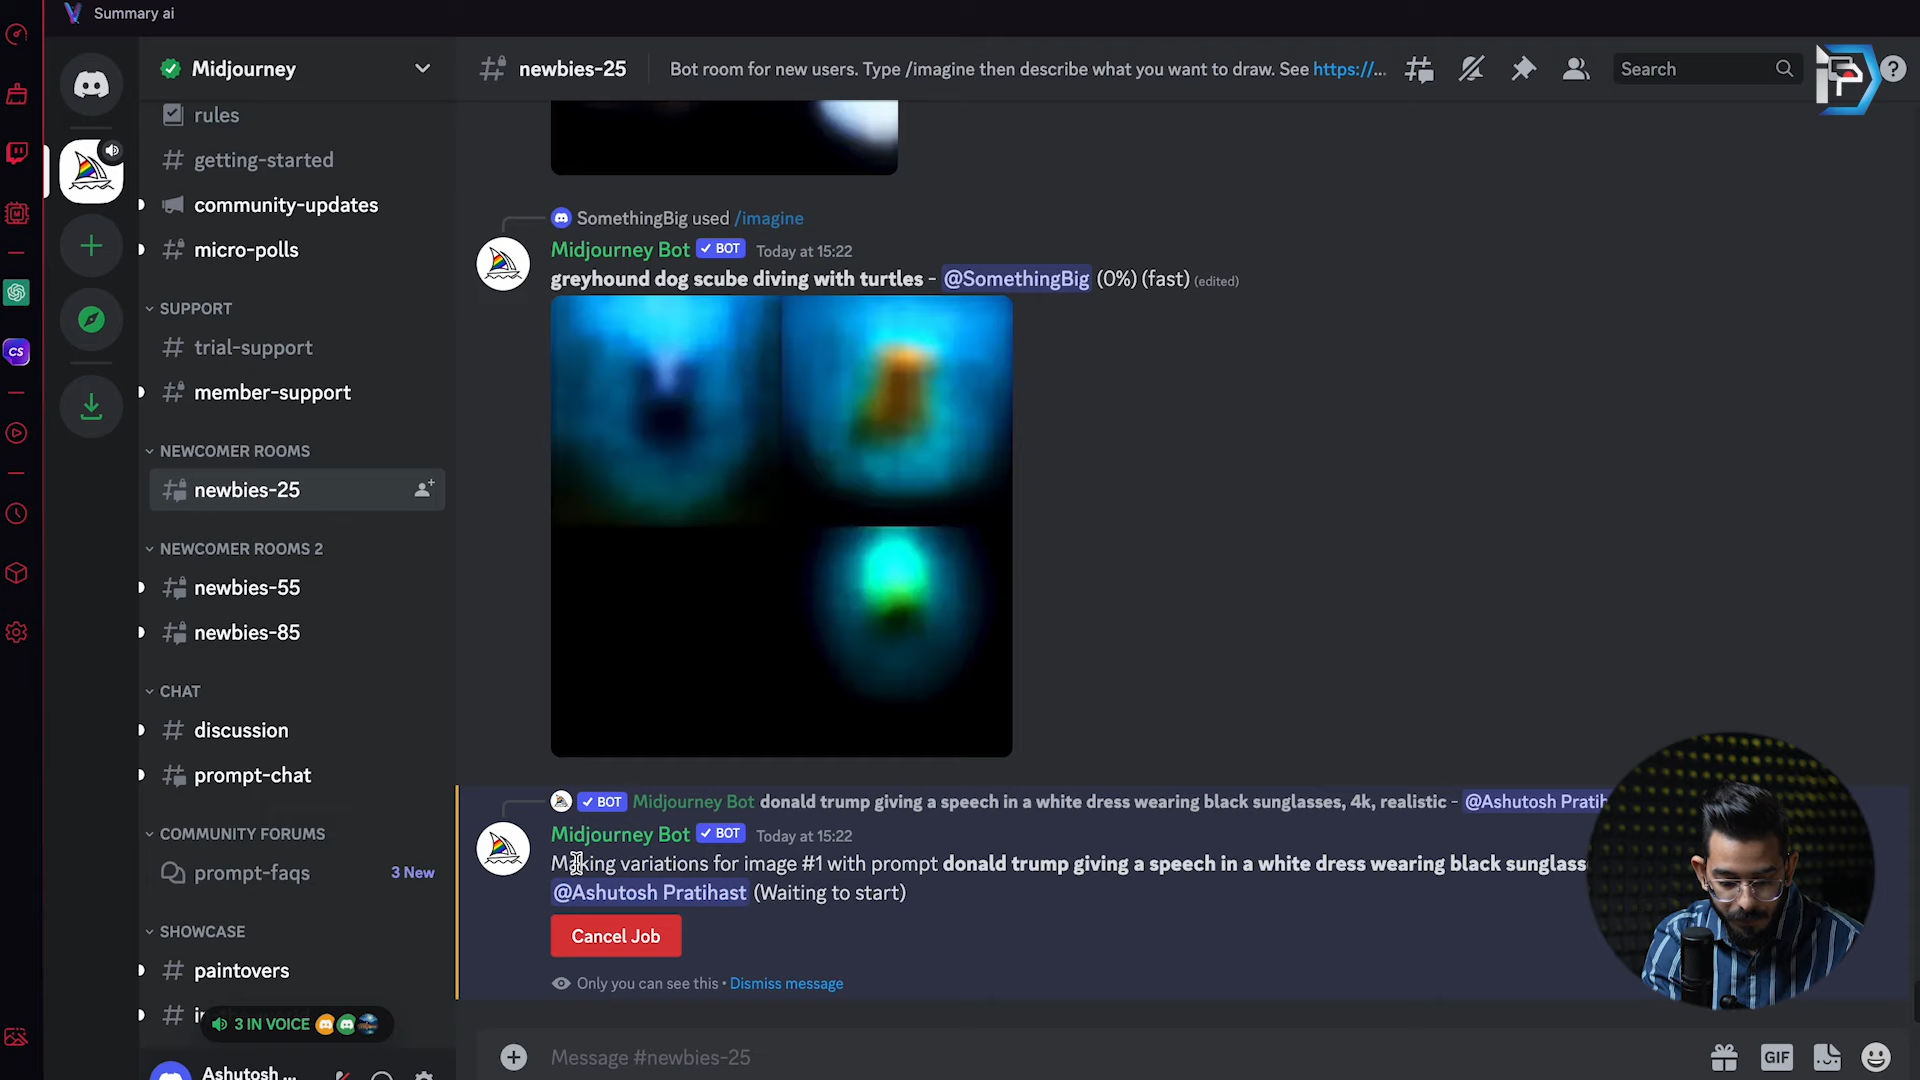 Summary ai
Midjourney
newbies-25
Bot room for new users. Type /imagine then describe what you want to draw. See https://...
Search
rules
getting-started
community-updates
micro-polls
SUPPORT
trial-support
member-support
NEWCOMER ROOMS
newbies-25
NEWCOMER ROOMS 2
newbies-55
newbies-85
CHAT
discussion
prompt-chat
COMMUNITY FORUMS
prompt-faqs 3 New
SHOWCASE
paintovers
3 IN VOICE
Ashutosh ...
CS
SomethingBig used /imagine
Midjourney Bot ✓ BOT Today at 15:22
greyhound dog scube diving with turtles - @SomethingBig (0%) (fast) (edited)
✓ BOT Midjourney Bot donald trump giving a speech in a white dress wearing black sunglasses, 4k, realistic - @Ashutosh Pratih
Midjourney Bot ✓ BOT Today at 15:22
Making variations for image #1 with prompt donald trump giving a speech in a white dress wearing black sunglass
@Ashutosh Pratihast (Waiting to start)
Cancel Job
Only you can see this • Dismiss message
Message #newbies-25
GIF